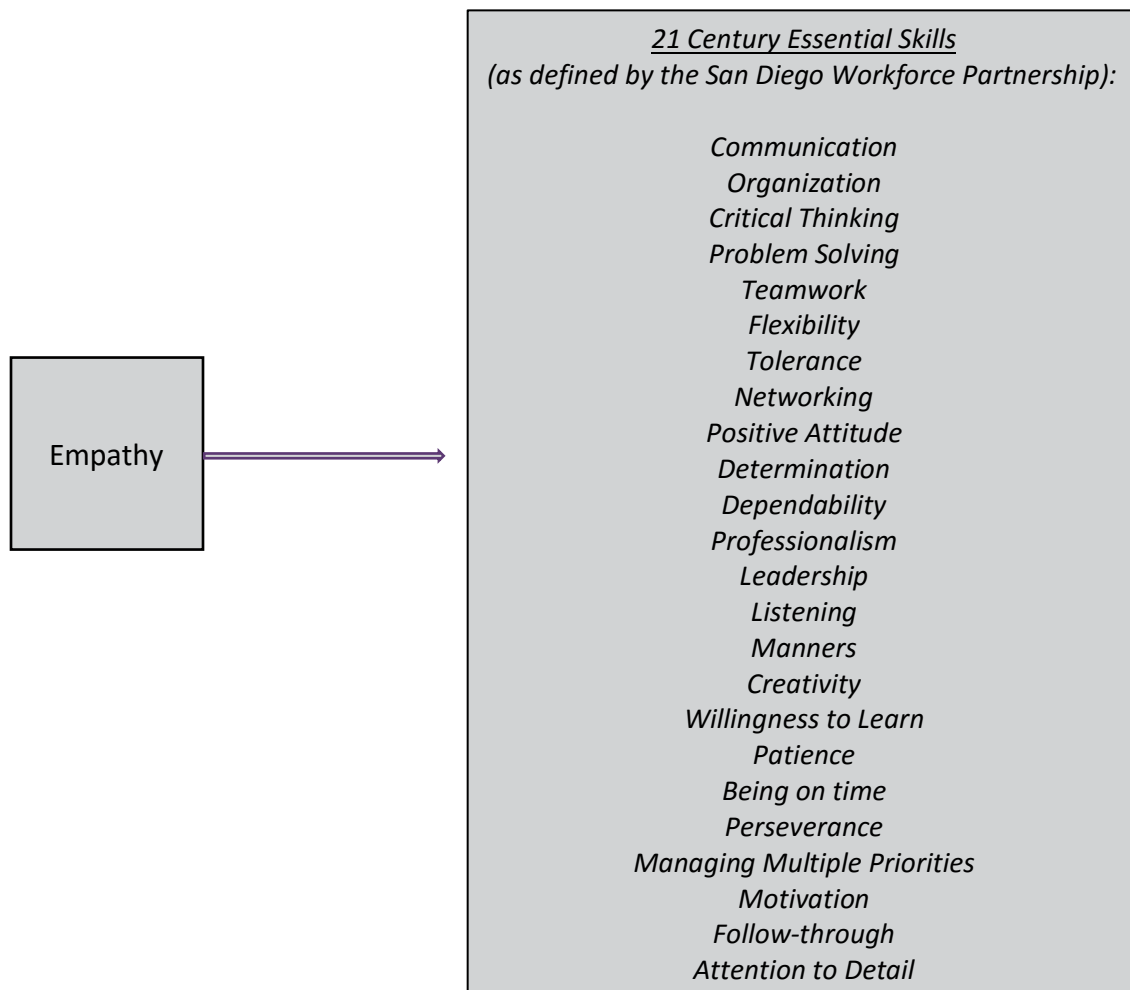 21 Century Essential Skills
(as defined by the San Diego Workforce Partnership):
Communication
Organization
Critical Thinking
Problem Solving
Teamwork
Flexibility
Tolerance
Networking
Positive Attitude
Determination
Dependability
Professionalism
Leadership
Listening
Manners
Creativity
Willingness to Learn
Patience
Being on time
Perseverance
Managing Multiple Priorities
Motivation
Follow-through
Attention to Detail
Empathy